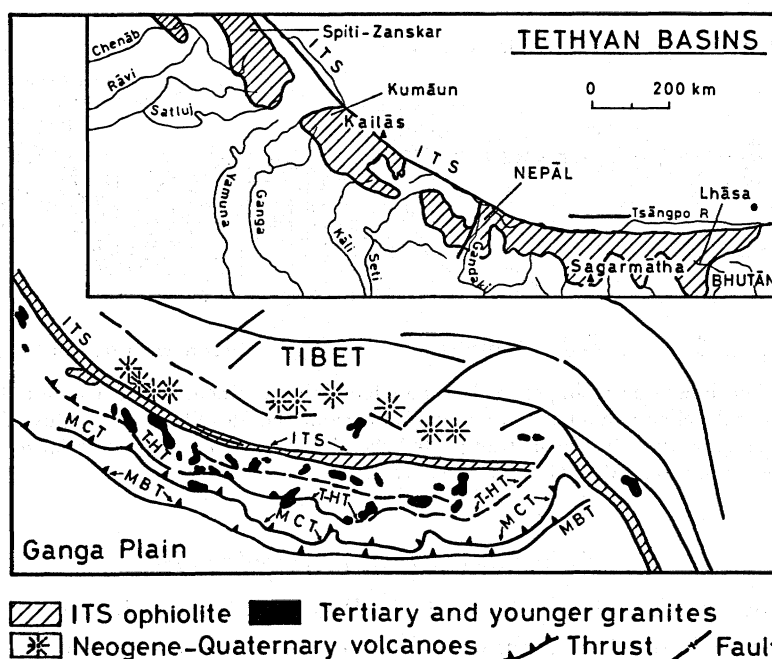 TETHYAN BASINS
0 200 km
Spiti-Zanskar
ITS
Chenāb
Rāvi
Satluj
Kumāun
Kailās
ITS
NEPĀL
Lhāsa
Tsāngpo R
Yamuna
Ganga
Kāli
Seti
Gandak
Sagarmātha
BHUTĀN
ITS
TIBET
MCT
T-HT
ITS
MBT
T-HT
T-HT
MCT
MCT
MBT
Ganga Plain
ITS ophiolite Tertiary and younger granites
Neogene-Quaternary volcanoes Thrust Faul